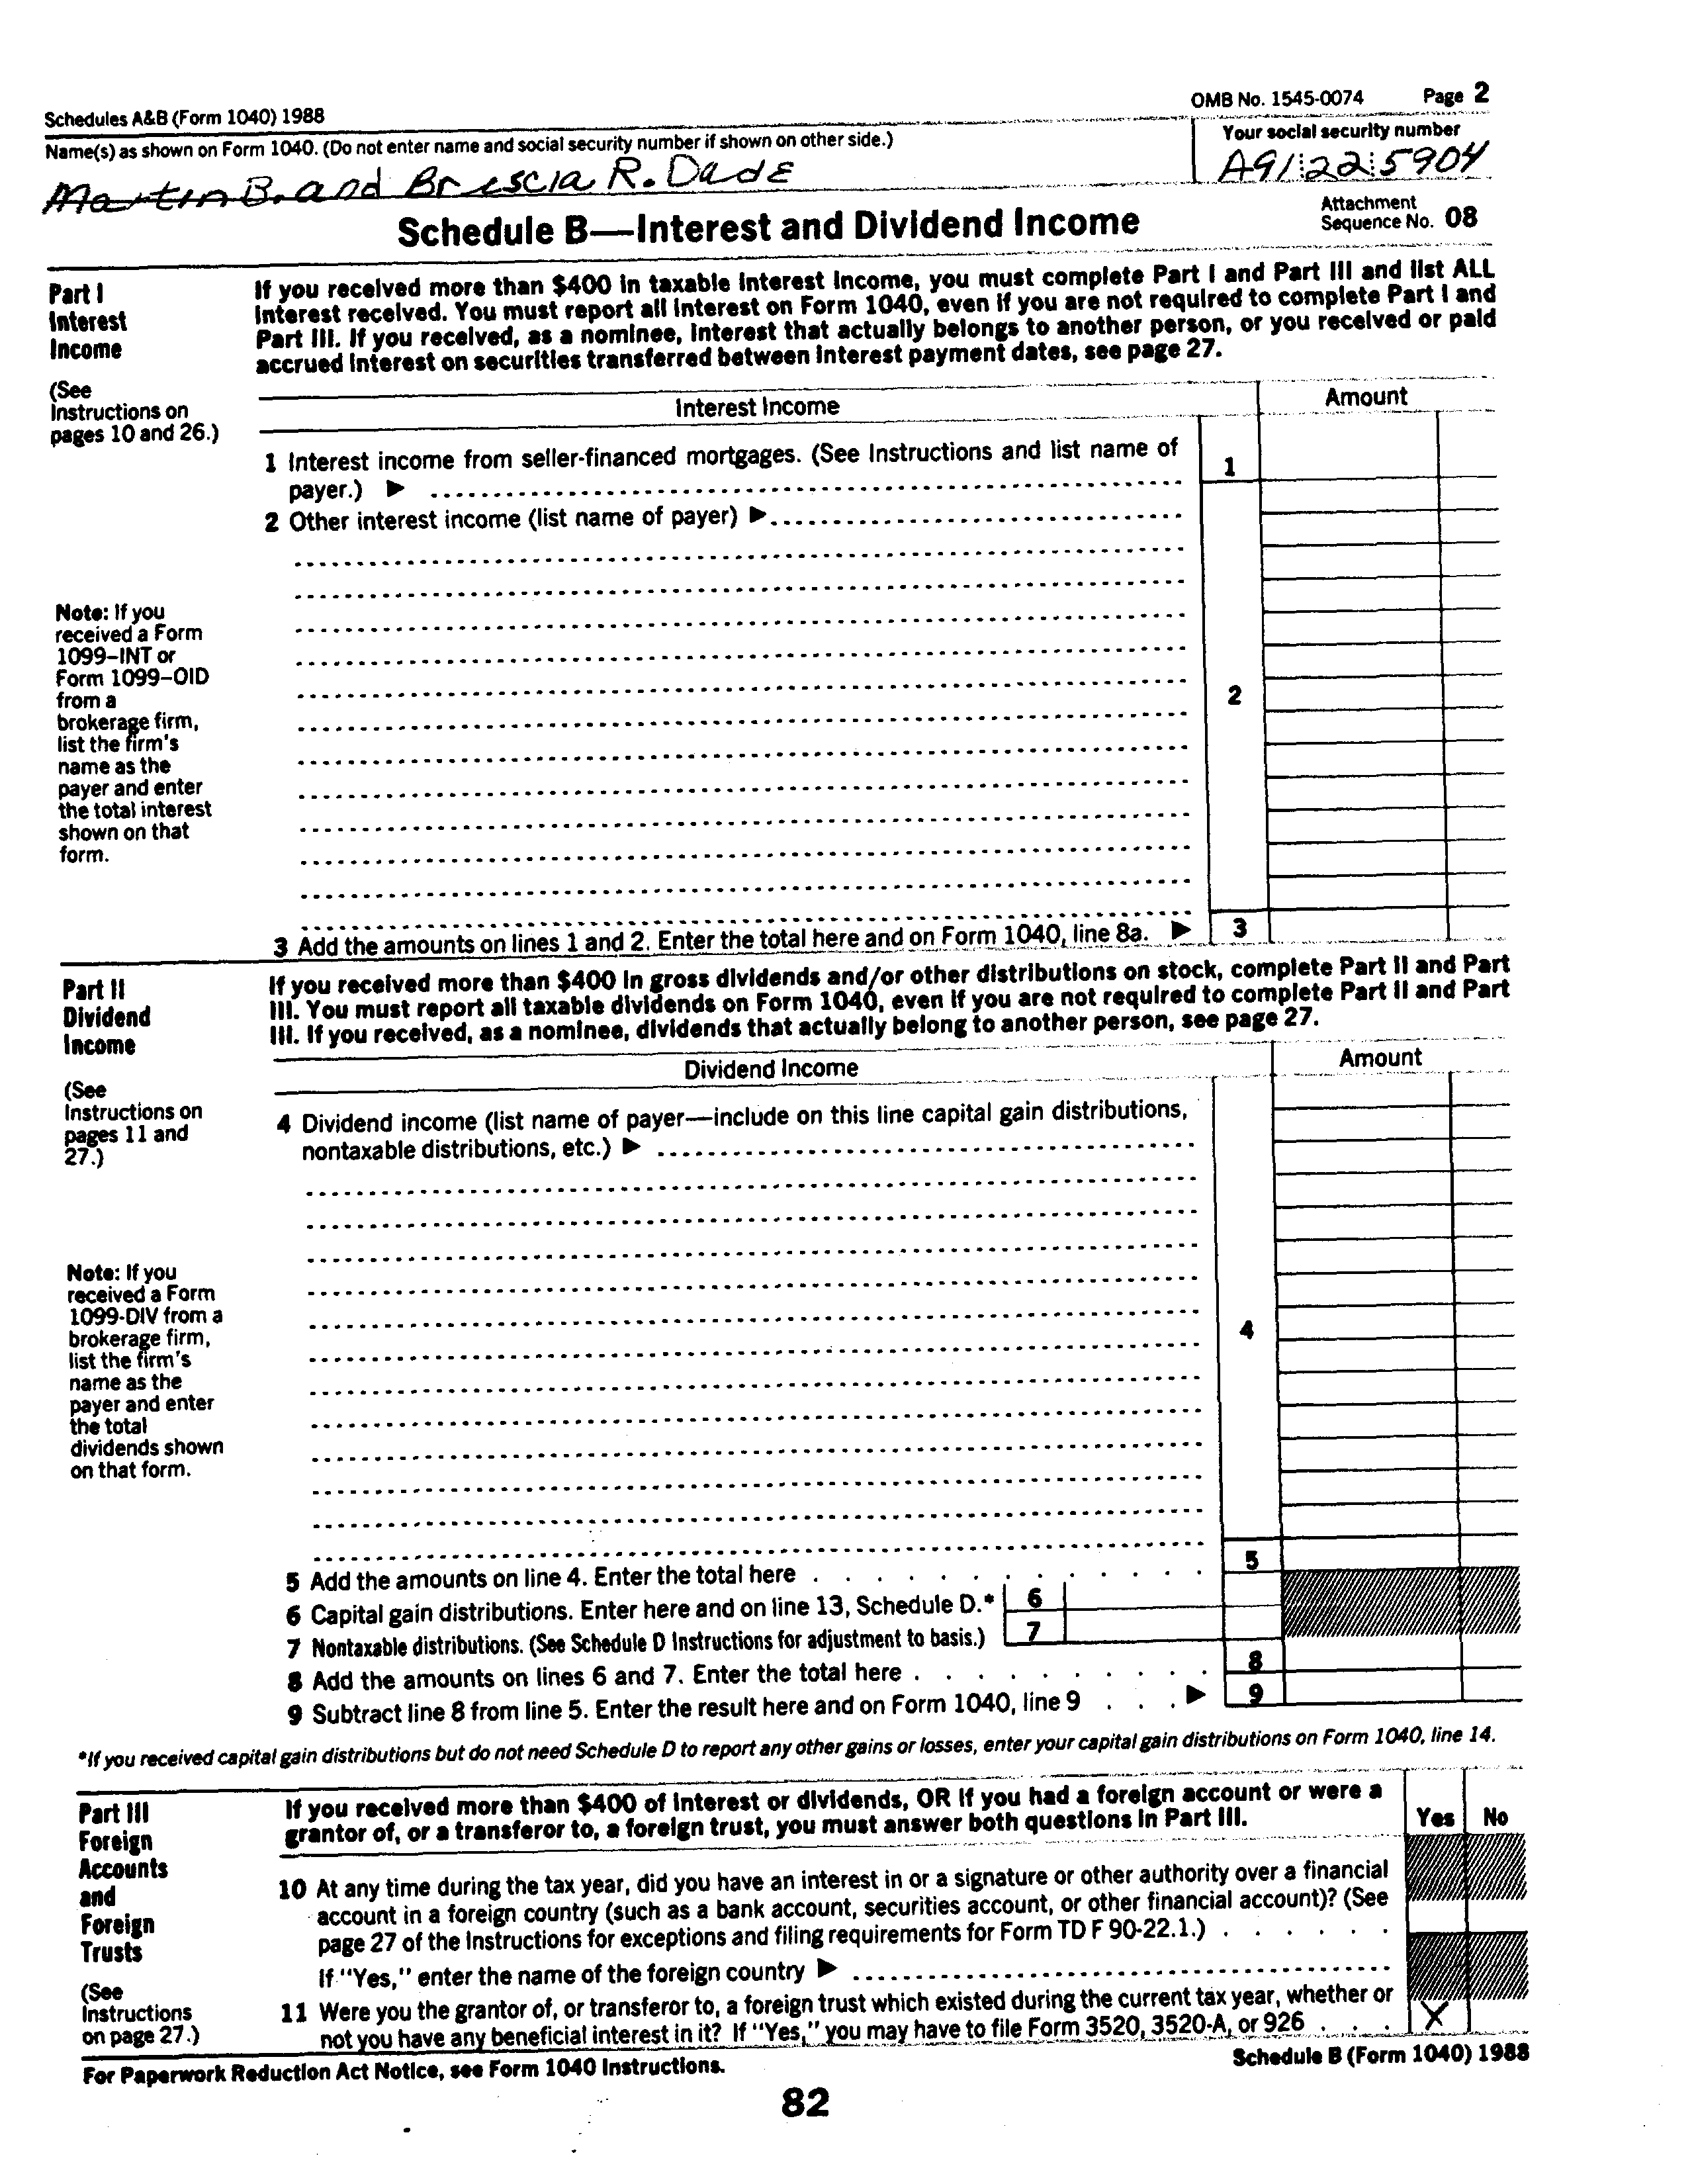 Schedules A&B (Form 1040) 1988
OMB No. 1545-0074 Page 2
Name(s) as shown on Form 1040. (Do not enter name and social security number if shown on other side.)
Your social security number
Martin B. and Brescia R. Dade
A91 22 5904
Schedule B—Interest and Dividend Income
Attachment
Sequence No. 08
Part I
Interest
Income
(See
Instructions on
pages 10 and 26.)
If you received more than $400 in taxable interest income, you must complete Part I and Part III and list ALL
interest received. You must report all interest on Form 1040, even if you are not required to complete Part I and
Part III. If you received, as a nominee, interest that actually belongs to another person, or you received or paid
accrued interest on securities transferred between interest payment dates, see page 27.
Interest Income
Amount
1 Interest income from seller-financed mortgages. (See Instructions and list name of
payer.) ▶
1
2 Other interest income (list name of payer) ▶
Note: If you
received a Form
1099–INT or
Form 1099–OID
from a
brokerage firm,
list the firm's
name as the
payer and enter
the total interest
shown on that
form.
2
3 Add the amounts on lines 1 and 2. Enter the total here and on Form 1040, line 8a. ▶ 3
Part II
Dividend
Income
(See
Instructions on
pages 11 and
27.)
If you received more than $400 in gross dividends and/or other distributions on stock, complete Part II and Part
III. You must report all taxable dividends on Form 1040, even if you are not required to complete Part II and Part
III. If you received, as a nominee, dividends that actually belong to another person, see page 27.
Dividend Income
Amount
4 Dividend income (list name of payer—include on this line capital gain distributions,
nontaxable distributions, etc.) ▶
Note: If you
received a Form
1099-DIV from a
brokerage firm,
list the firm's
name as the
payer and enter
the total
dividends shown
on that form.
4
5 Add the amounts on line 4. Enter the total here . . . . . . . . . . . 5
6 Capital gain distributions. Enter here and on line 13, Schedule D.* 6
7 Nontaxable distributions. (See Schedule D Instructions for adjustment to basis.) 7
8 Add the amounts on lines 6 and 7. Enter the total here . . . . . . . . . 8
9 Subtract line 8 from line 5. Enter the result here and on Form 1040, line 9 . . . ▶ 9
*If you received capital gain distributions but do not need Schedule D to report any other gains or losses, enter your capital gain distributions on Form 1040, line 14.
Part III
Foreign
Accounts
and
Foreign
Trusts
(See
Instructions
on page 27.)
If you received more than $400 of interest or dividends, OR if you had a foreign account or were a
grantor of, or a transferor to, a foreign trust, you must answer both questions in Part III.
Yes No
10 At any time during the tax year, did you have an interest in or a signature or other authority over a financial
account in a foreign country (such as a bank account, securities account, or other financial account)? (See
page 27 of the Instructions for exceptions and filing requirements for Form TD F 90-22.1.) . . . . . .
If "Yes," enter the name of the foreign country ▶
11 Were you the grantor of, or transferor to, a foreign trust which existed during the current tax year, whether or
not you have any beneficial interest in it? If "Yes," you may have to file Form 3520, 3520-A, or 926 . . . X
For Paperwork Reduction Act Notice, see Form 1040 Instructions.
Schedule B (Form 1040) 1988
82